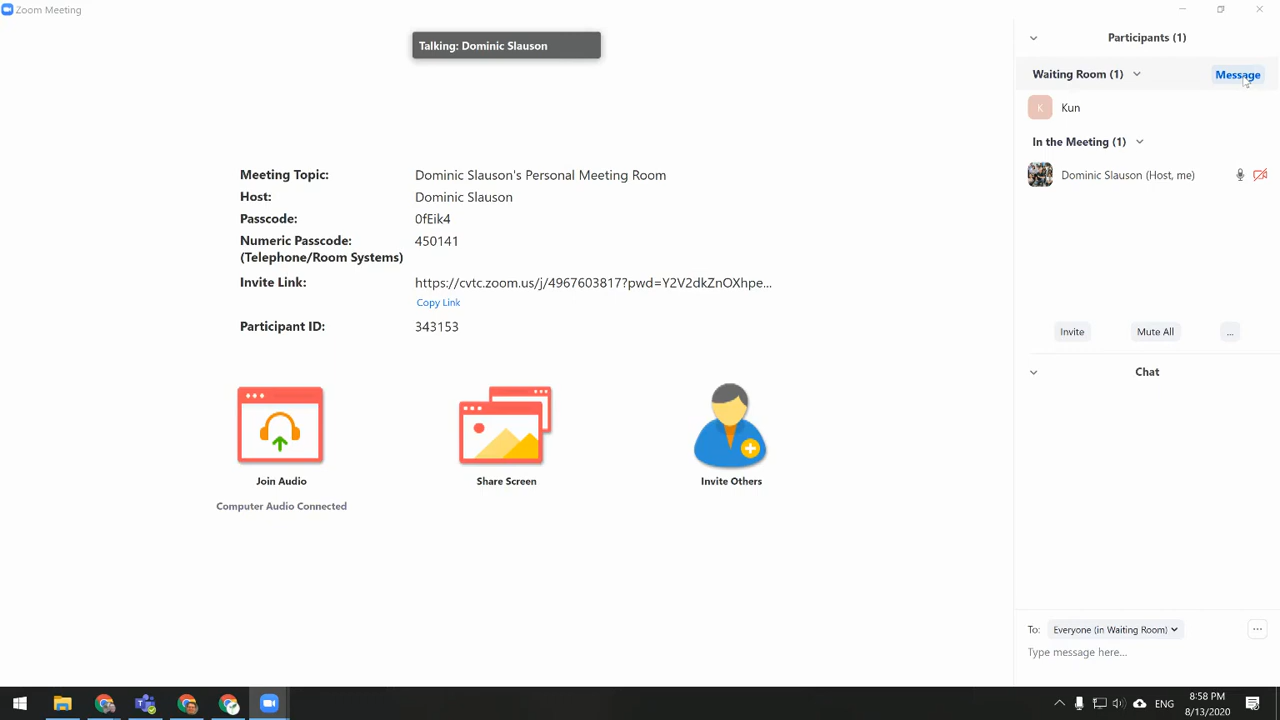 Zoom Meeting
Talking: Dominic Slauson
Participants (1)
Waiting Room (1)
Message
K
Kun
In the Meeting (1)
Dominic Slauson (Host, me)
Meeting Topic: Dominic Slauson's Personal Meeting Room
Host: Dominic Slauson
Passcode: 0fEik4
Numeric Passcode: 450141
(Telephone/Room Systems)
Invite Link: https://cvtc.zoom.us/j/4967603817?pwd=Y2V2dkZnOXhpe...
Copy Link
Participant ID: 343153
Invite
Mute All
...
Chat
Join Audio
Share Screen
Invite Others
Computer Audio Connected
To: Everyone (in Waiting Room)
Type message here...
ENG
8:58 PM
8/13/2020